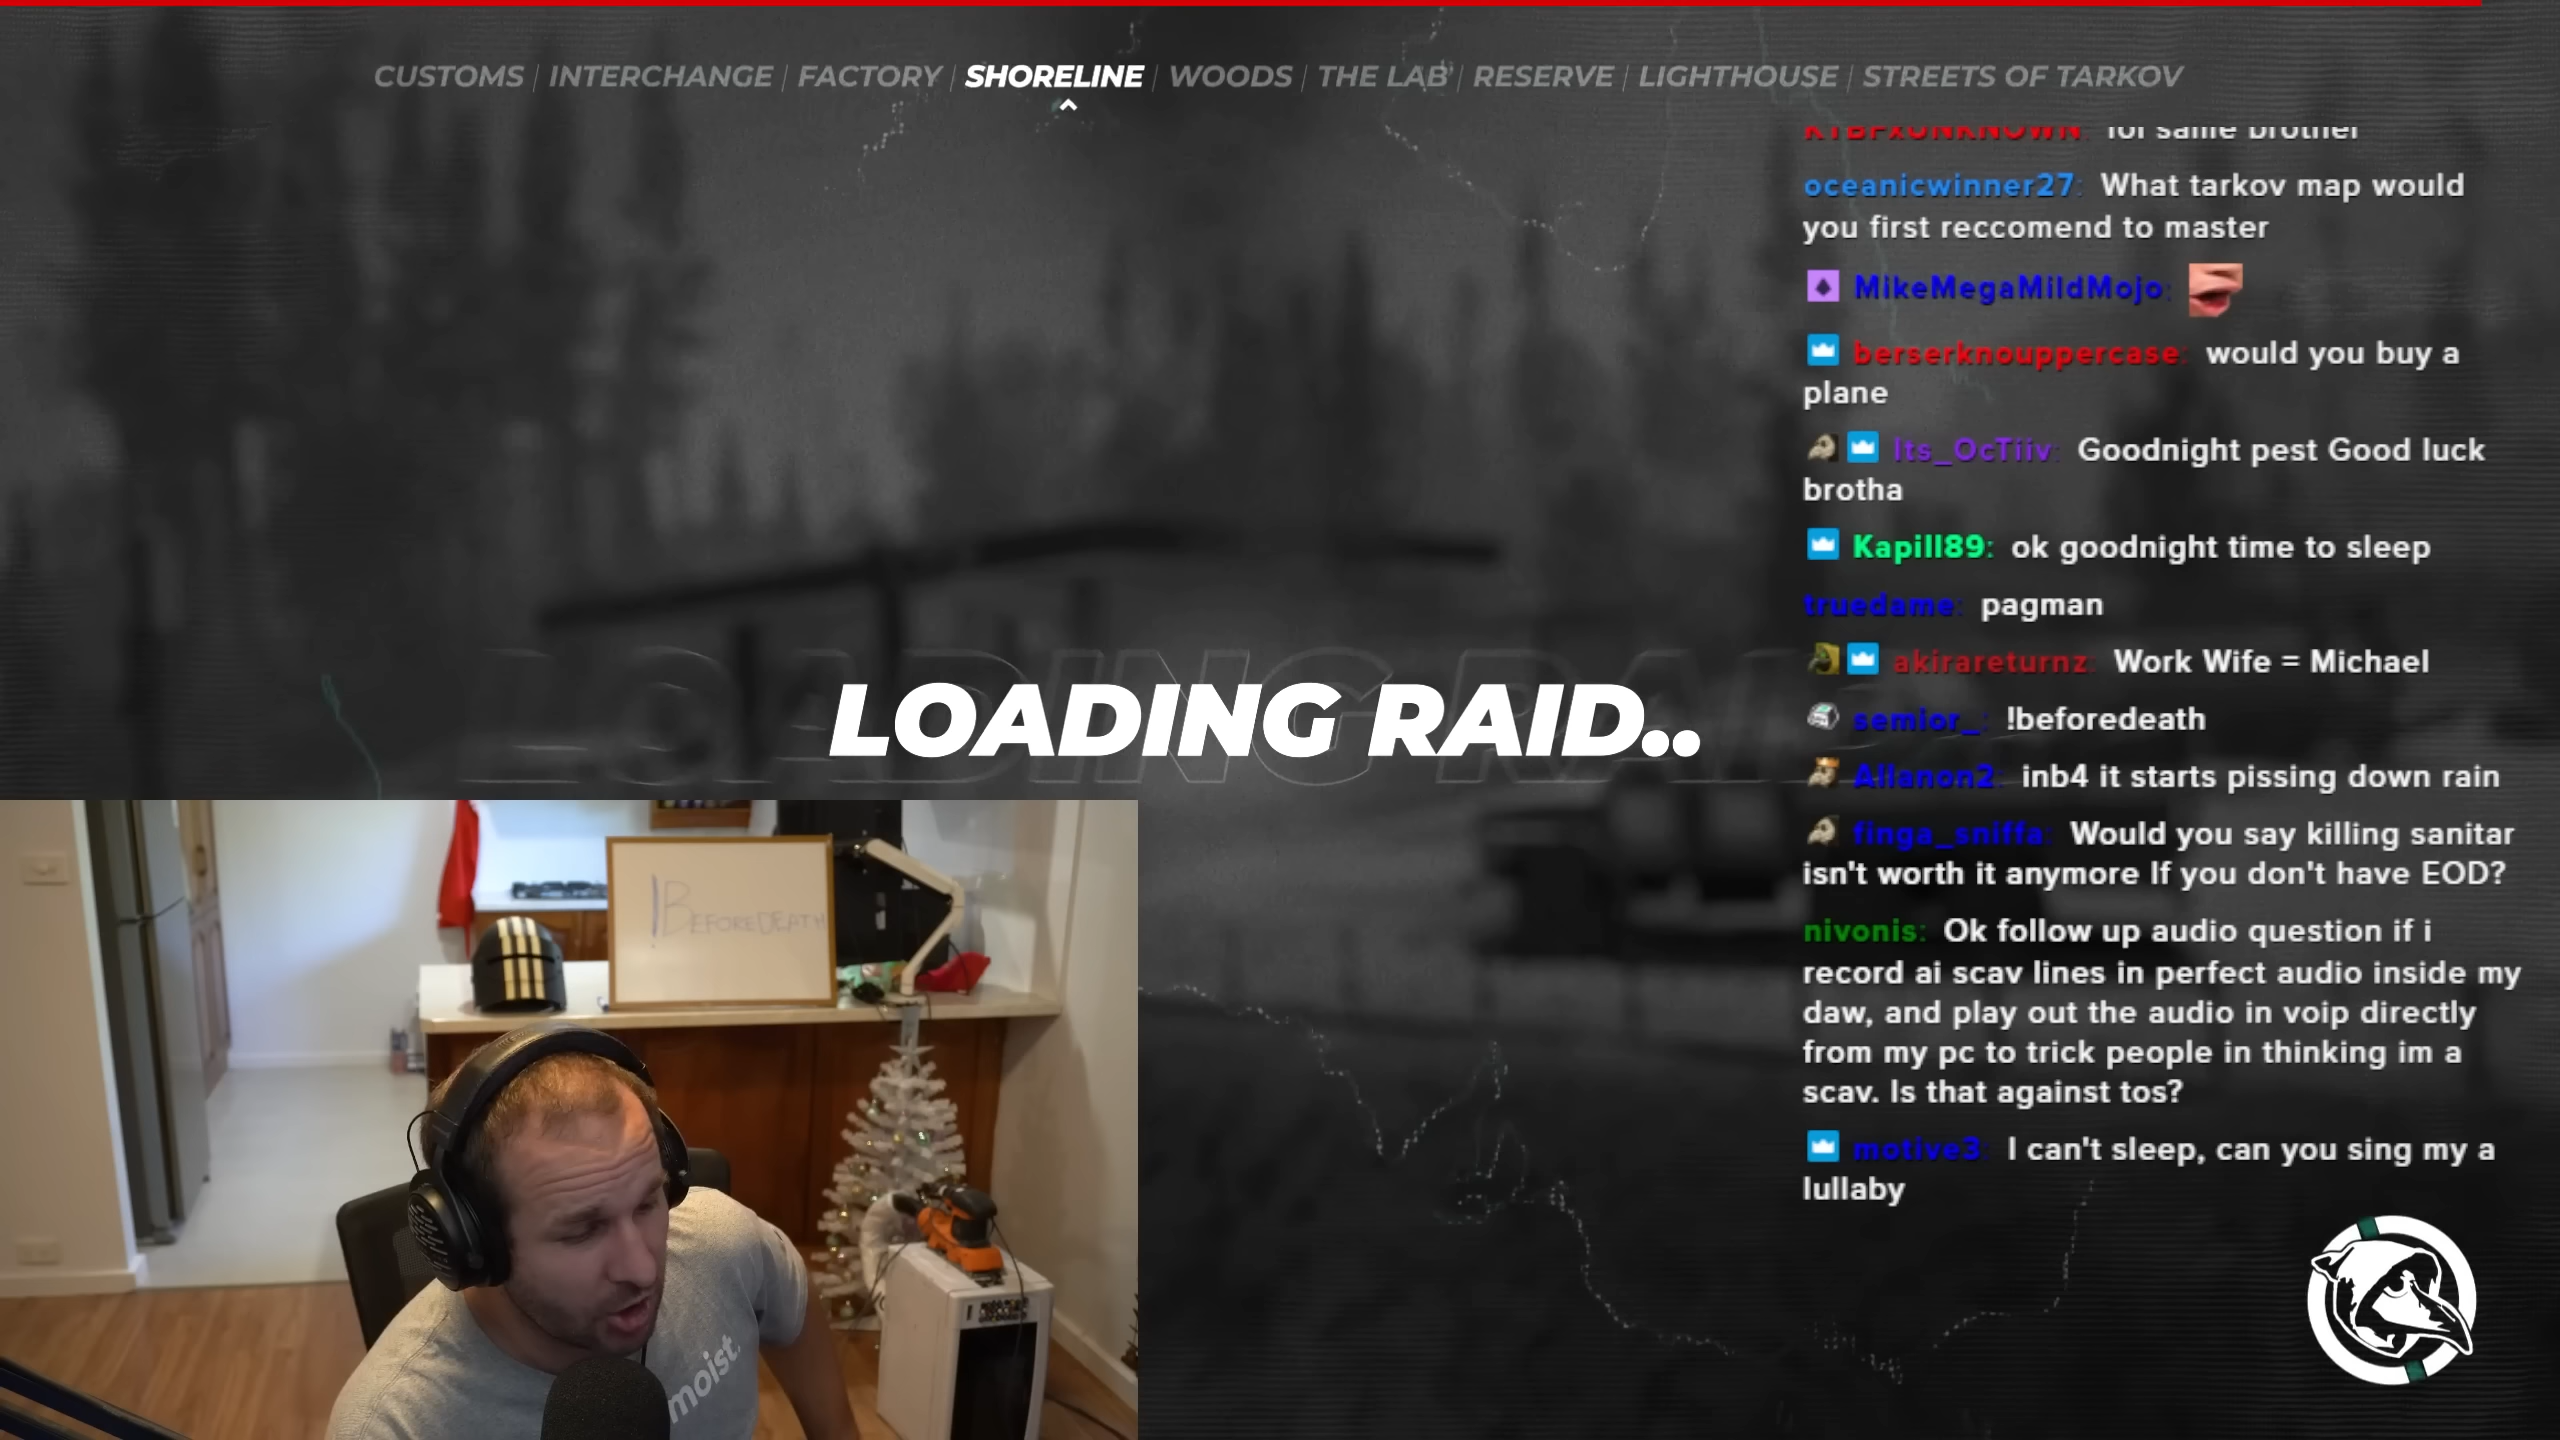 CUSTOMS | INTERCHANGE | FACTORY | SHORELINE | WOODS | THE LAB | RESERVE | LIGHTHOUSE | STREETS OF TARKOV
for same brother
oceanicwinner27: What tarkov map would
you first reccomend to master
MikeMegaMildMojo:
berserknouppercase: would you buy a
plane
Its_OcTiiv: Goodnight pest Good luck
brotha
Kapill89: ok goodnight time to sleep
truedame: pagman
akirareturnz: Work Wife = Michael
semior_: !beforedeath
Allanon2: inb4 it starts pissing down rain
finga_sniffa: Would you say killing sanitar
isn't worth it anymore If you don't have EOD?
nivonis: Ok follow up audio question if i
record ai scav lines in perfect audio inside my
daw, and play out the audio in voip directly
from my pc to trick people in thinking im a
scav. Is that against tos?
motive3: I can't sleep, can you sing my a
lullaby
LOADING RAID..
!BEFOREDEATH
moist.